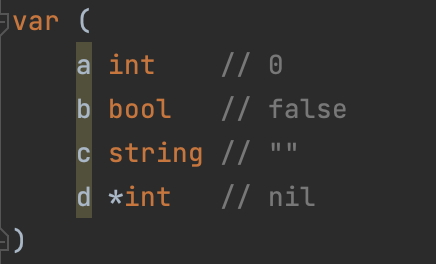 var (
    a int    // 0
    b bool   // false
    c string // ""
    d *int   // nil
)